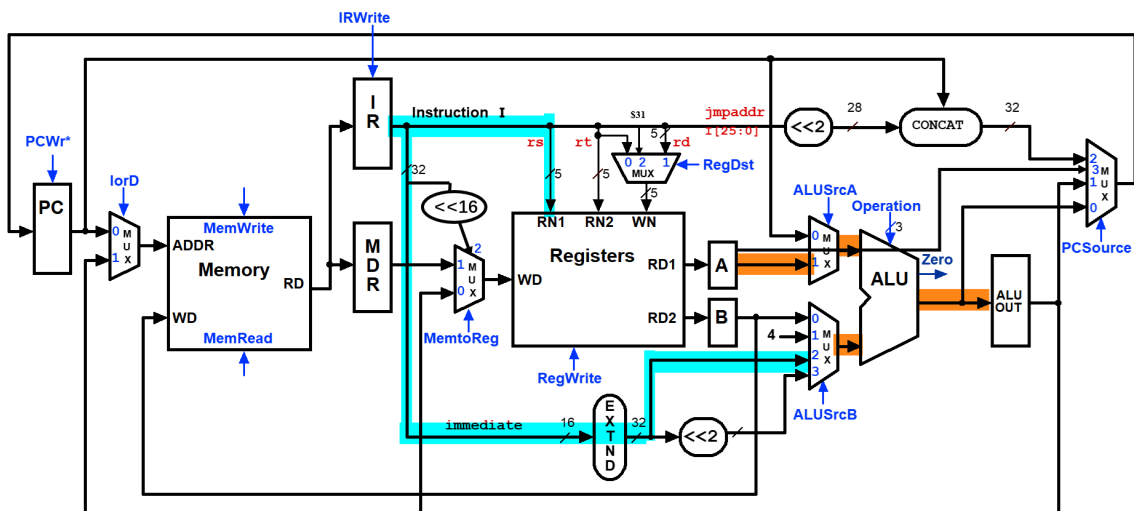 IRWrite
PCWr*
PC
IorD
0
1
M
U
X
MemWrite
ADDR
Memory
RD
WD
MemRead
I
R
Instruction I
32
<<16
M
D
R
2
1
0
M
U
X
MemtoReg
rs
rt
$31
5
rd
0 2 1
MUX
RegDst
5
5
5
RN1 RN2 WN
Registers
WD
RD1
RD2
RegWrite
immediate
16
E
X
T
N
D
32
<<2
A
B
4
jmpaddr
I[25:0]
<<2
28
CONCAT
32
ALUSrcA
0
1
M
U
X
Operation
3
ALU
Zero
0
1
2
3
M
U
X
ALUSrcB
ALU
OUT
2
3
1
0
M
U
X
PCSource